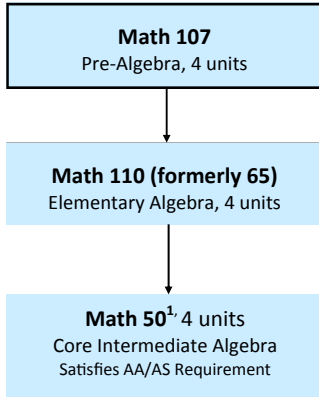 Math 107
Pre-Algebra, 4 units
Math 110 (formerly 65)
Elementary Algebra, 4 units
Math 50¹, 4 units
Core Intermediate Algebra
Satisfies AA/AS Requirement